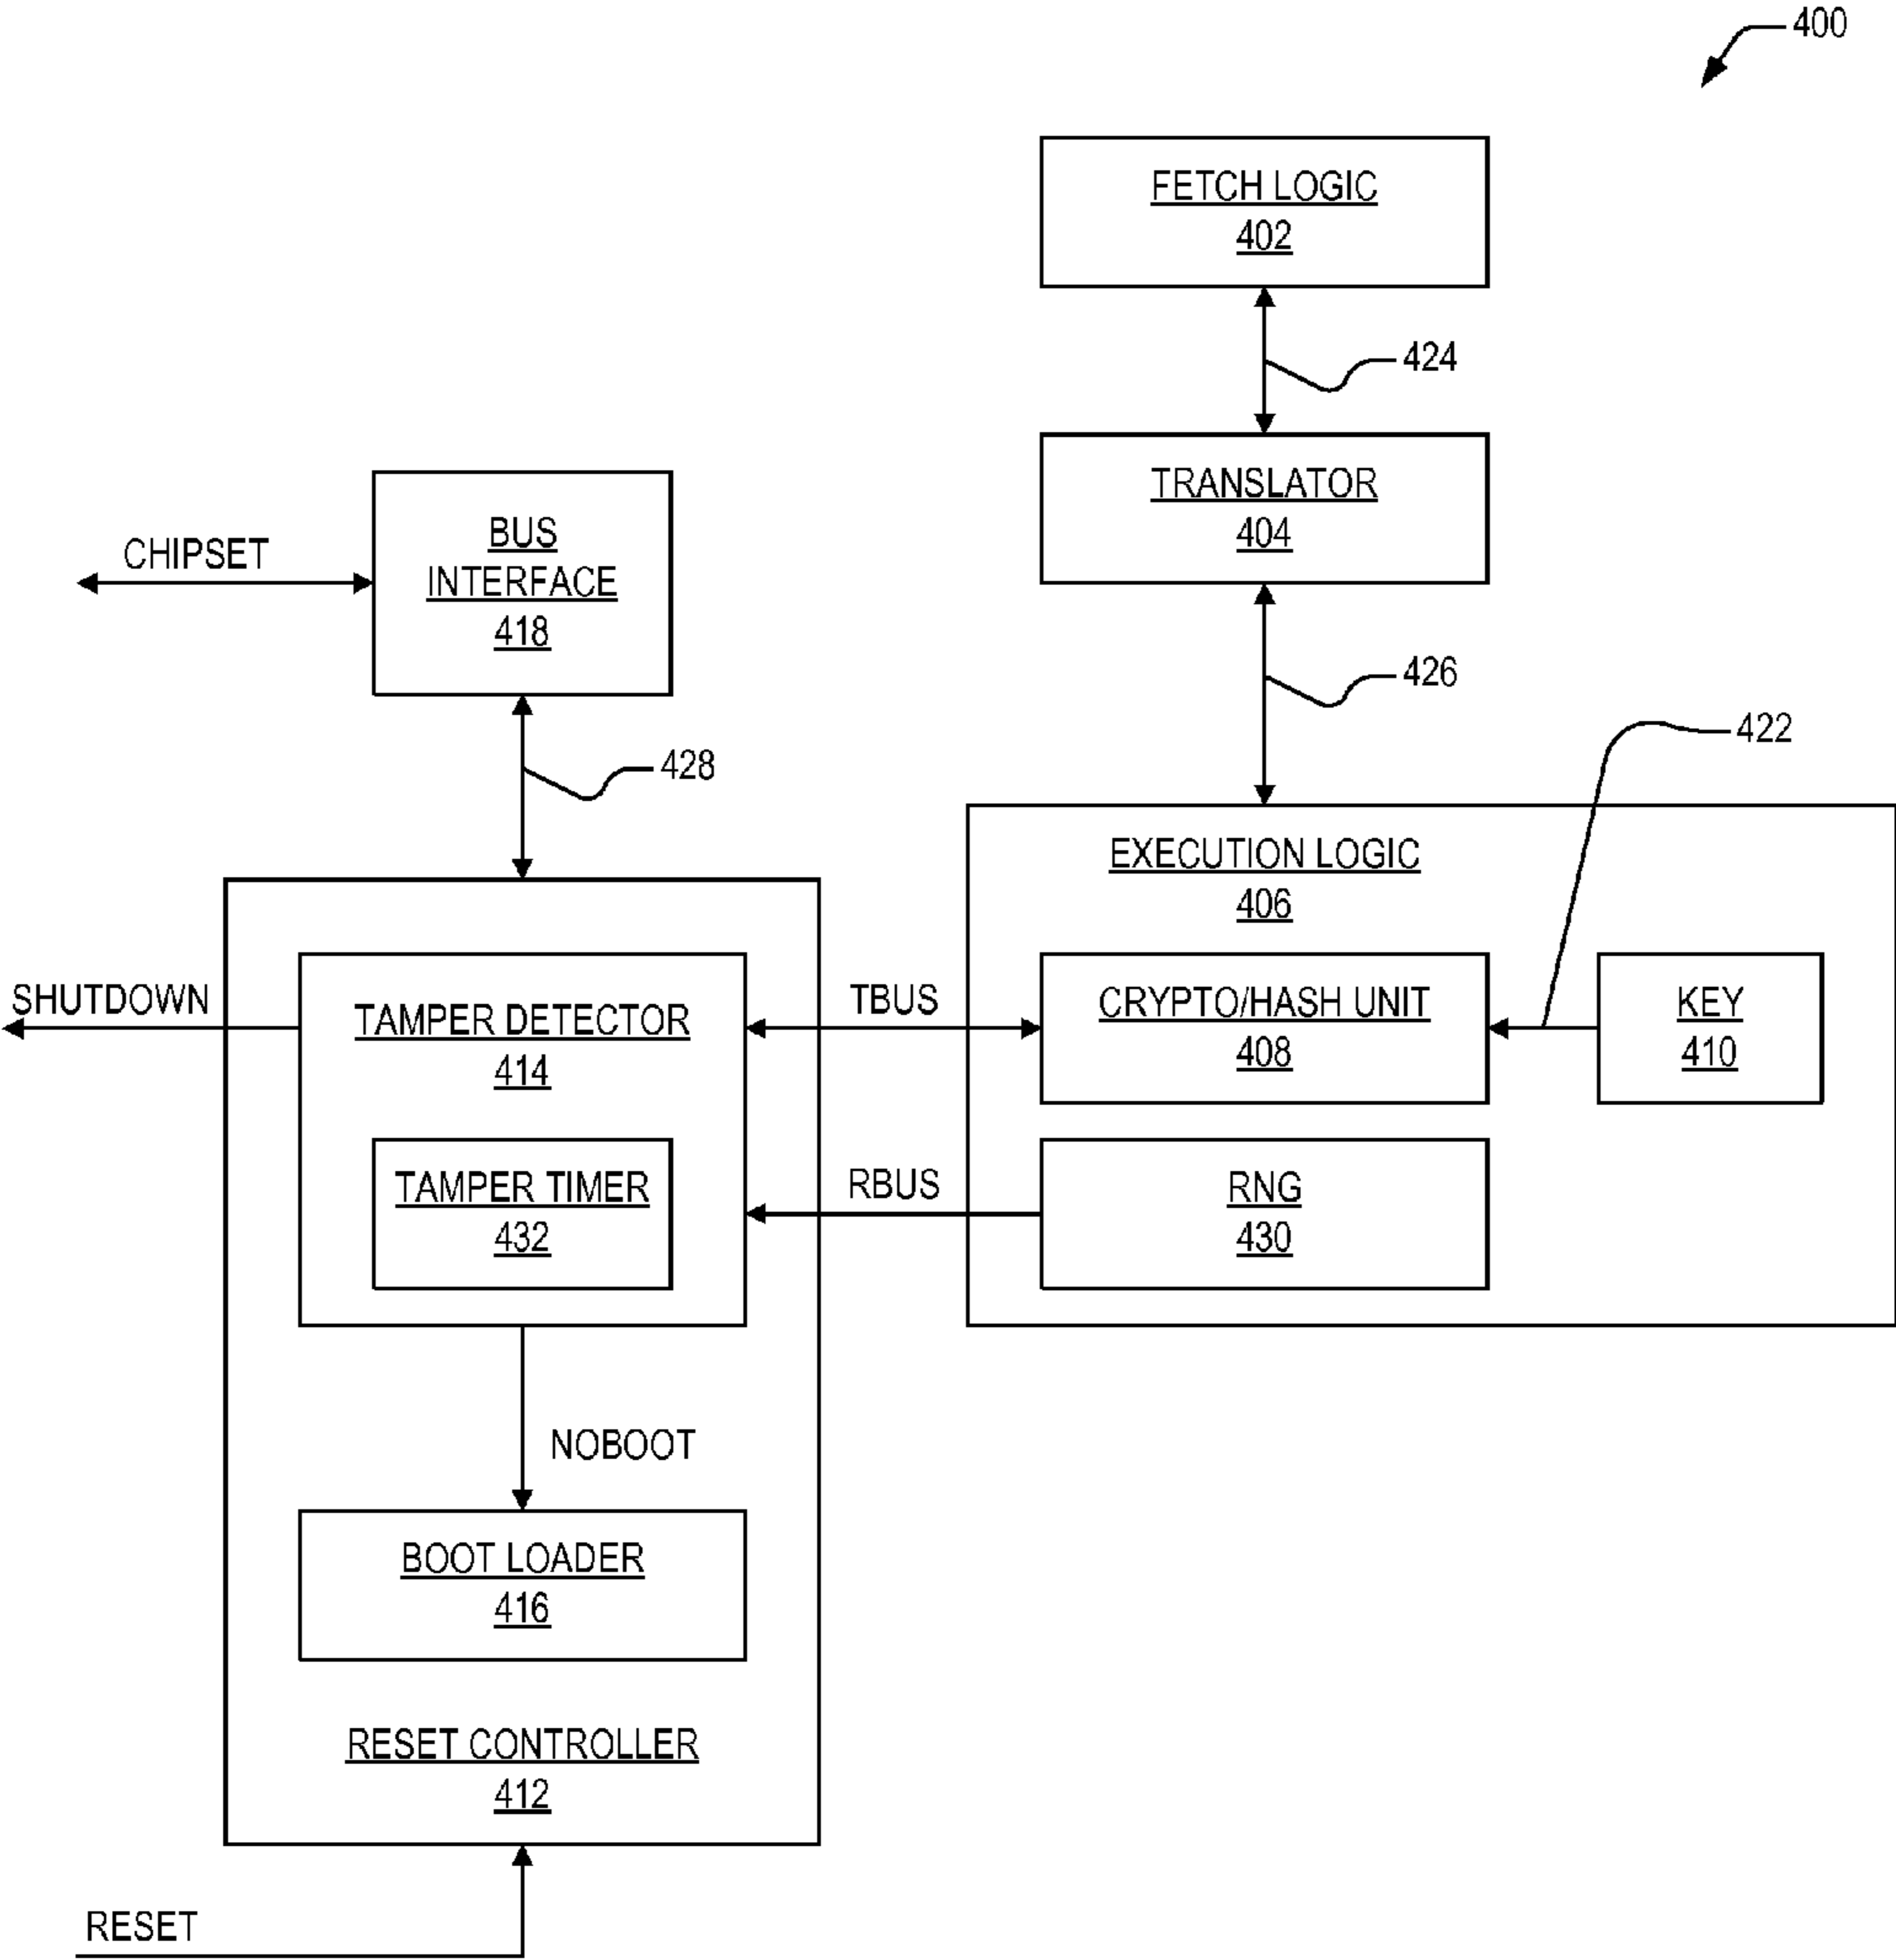 400
FETCH LOGIC
402
424
TRANSLATOR
404
BUS
INTERFACE
418
CHIPSET
426
422
428
EXECUTION LOGIC
406
SHUTDOWN
TAMPER DETECTOR
414
TBUS
CRYPTO/HASH UNIT
408
KEY
410
TAMPER TIMER
432
RBUS
RNG
430
NOBOOT
BOOT LOADER
416
RESET CONTROLLER
412
RESET